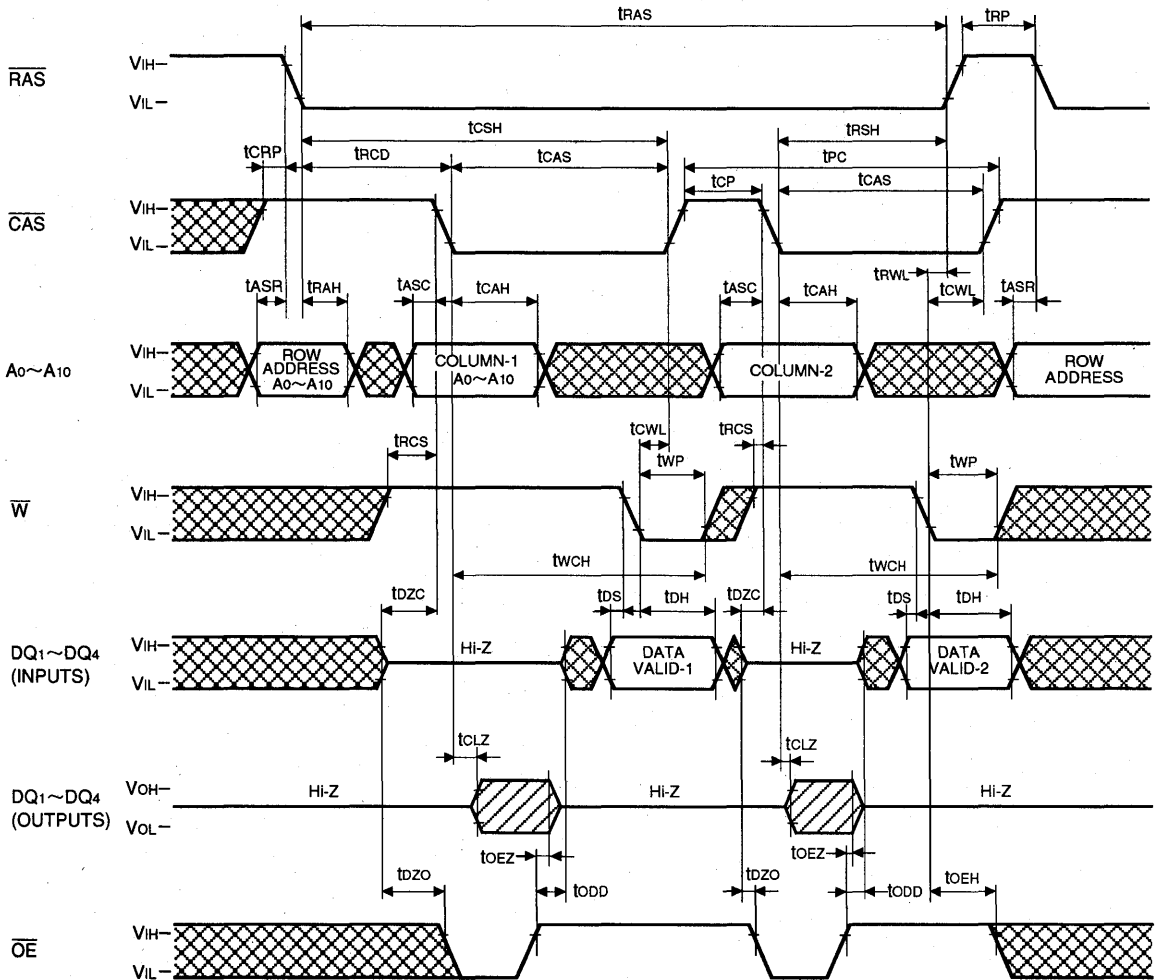 tRAS tRP
VIH
RAS
VIL
tCSH tRSH
tCRP tRCD tCAS tPC
tCP tCAS
VIH
CAS
VIL
tRWL
tASR tRAH tASC tCAH tASC tCAH tCWL tASR
VIH
A0~A10
VIL
ROW ADDRESS A0~A10
COLUMN-1 A0~A10
COLUMN-2
ROW ADDRESS
tRCS tCWL tRCS
tWP tWP
VIH
W
VIL
tWCH tWCH
tDZC tDS tDH tDZC tDS tDH
VIH
DQ1~DQ4
(INPUTS)
VIL
Hi-Z
DATA VALID-1
Hi-Z
DATA VALID-2
tCLZ tCLZ
VOH
DQ1~DQ4
(OUTPUTS)
VOL
Hi-Z Hi-Z Hi-Z
tOEZ tOEZ
tDZO tODD tDZO tODD tOEH
VIH
OE
VIL